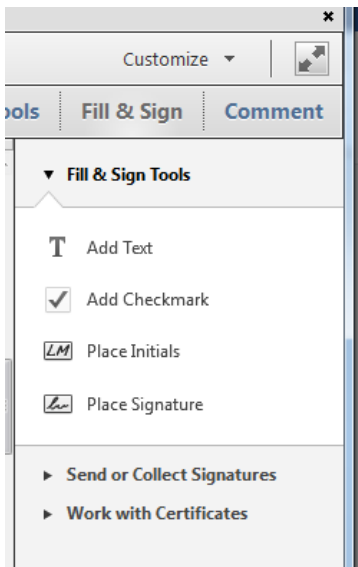 Customize
Fill & Sign
Comment
Fill & Sign Tools
T Add Text
Add Checkmark
LM Place Initials
Place Signature
Send or Collect Signatures
Work with Certificates